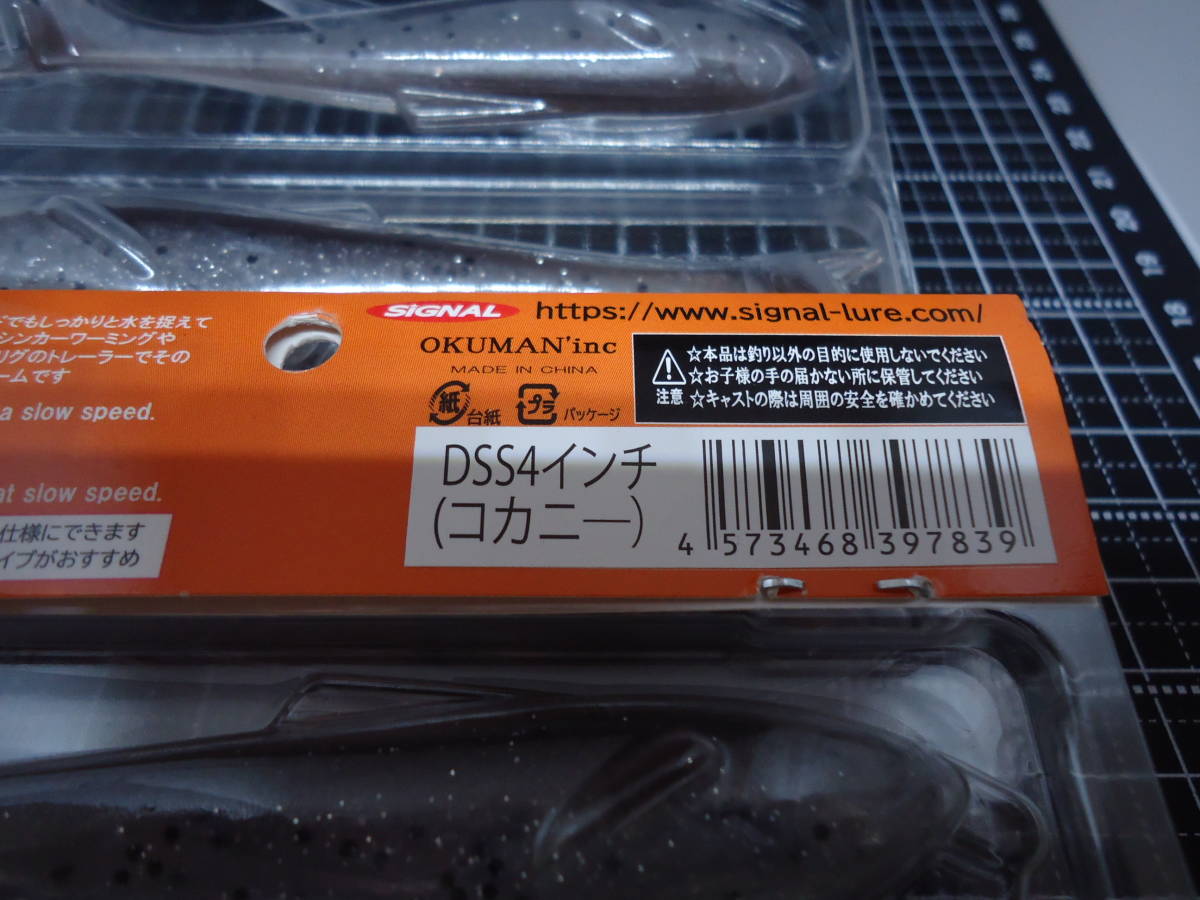 でもしっかりと水を捉えて
シンカーワーミングや
リグのトレーラーでその
ームです
a slow speed.
at slow speed.
仕様にできます
イプがおすすめ
SiGNAL
https://www.signal-lure.com/
OKUMAN'inc
MADE IN CHINA
紙
台紙
プラ
パッケージ
注意
☆本品は釣り以外の目的に使用しないでください
☆お子様の手の届かない所に保管してください
☆キャストの際は周囲の安全を確かめてください
DSS4インチ
(コカニー)
4 573468 397839
21
20
19
18